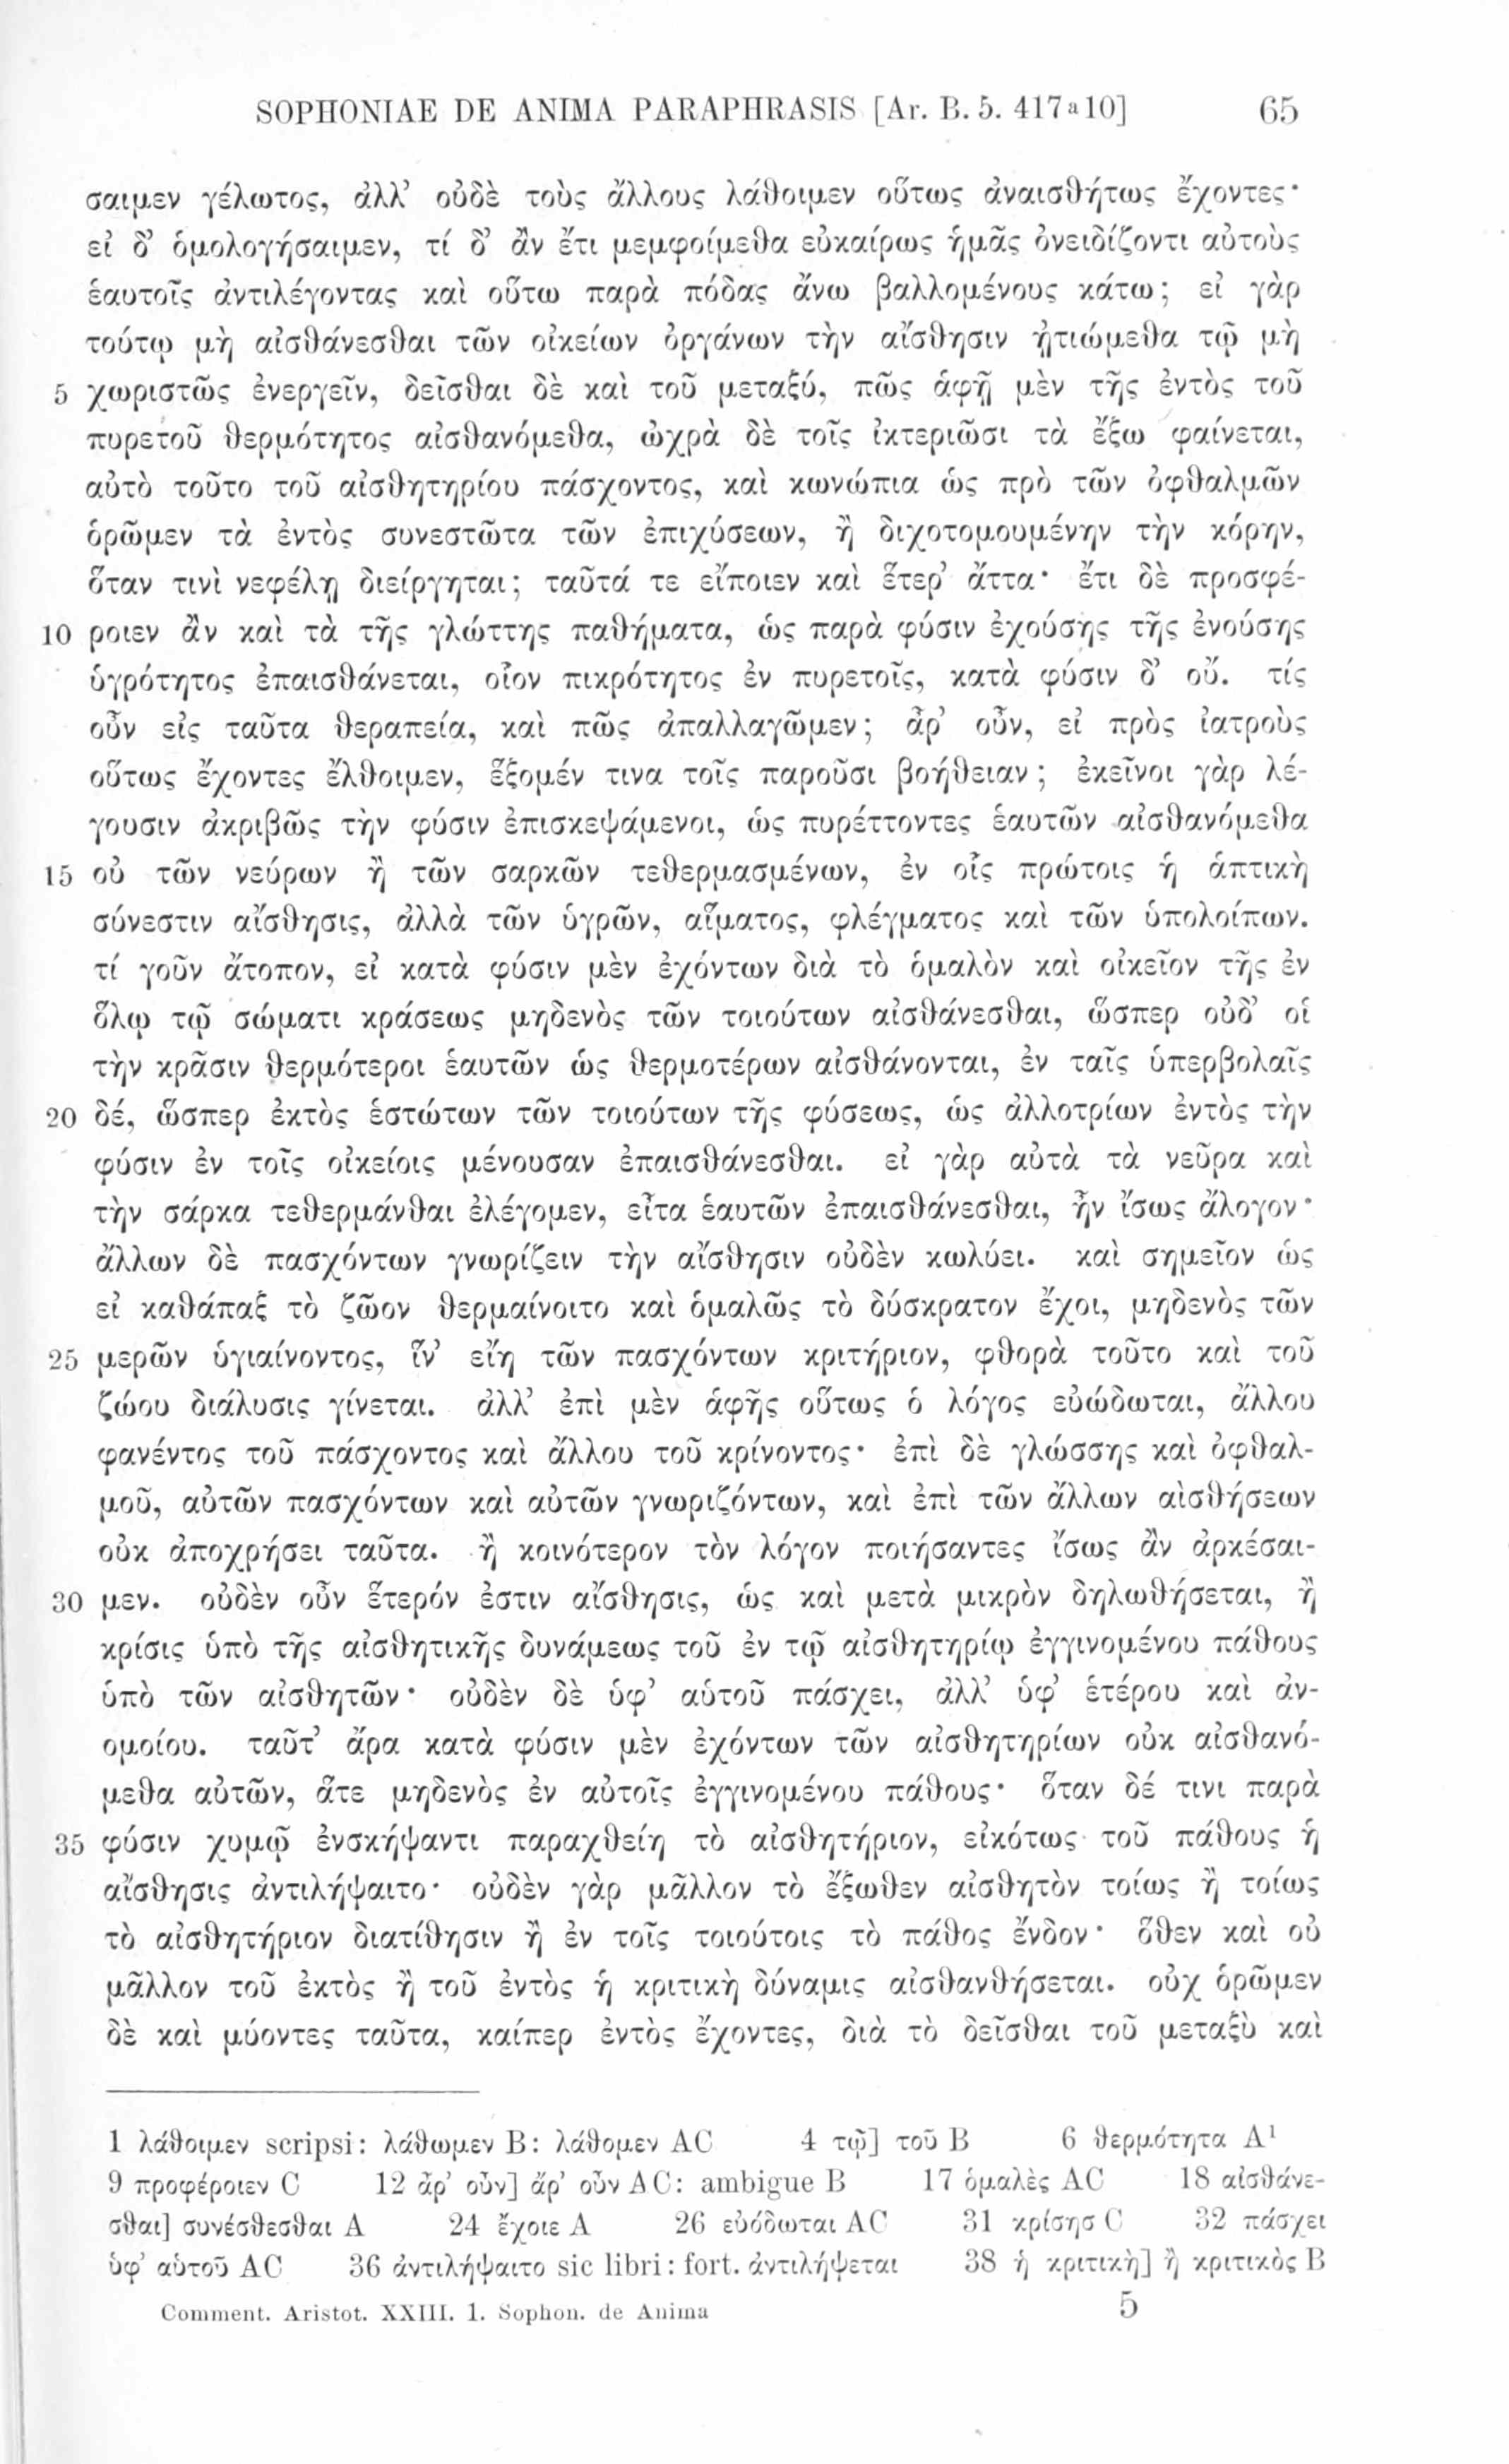 SOPHONIAE DE ANIMA PARAPHRASIS [Ar. B. 5. 417ª10] 65
σαιμεν γέλωτος, ἀλλ’ οὐδὲ τοὺς ἄλλους λάθοιμεν οὕτως ἀναισθήτως ἔχοντες·
εἰ δ’ ὁμολογήσαιμεν, τί δ’ ἂν ἔτι μεμφοίμεθα εὐκαίρως ἡμᾶς ὀνειδίζοντι αὐτοὺς
ἑαυτοῖς ἀντιλέγοντας καὶ οὕτω παρὰ πόδας ἄνω βαλλομένους κάτω; εἰ γὰρ
τούτῳ μὴ αἰσθάνεσθαι τῶν οἰκείων ὀργάνων τὴν αἴσθησιν ᾐτιώμεθα τῷ μὴ
5 χωριστῶς ἐνεργεῖν, δεῖσθαι δὲ καὶ τοῦ μεταξύ, πῶς ἁφῇ μὲν τῆς ἐντὸς τοῦ
πυρετοῦ θερμότητος αἰσθανόμεθα, ὠχρὰ δὲ τοῖς ἰκτεριῶσι τὰ ἔξω φαίνεται,
αὐτὸ τοῦτο τοῦ αἰσθητηρίου πάσχοντος, καὶ κωνώπια ὡς πρὸ τῶν ὀφθαλμῶν
ὁρῶμεν τὰ ἐντὸς συνεστῶτα τῶν ἐπιχύσεων, ἢ διχοτομουμένην τὴν κόρην,
ὅταν τινὶ νεφέλῃ διείργηται; ταῦτά τε εἴποιεν καὶ ἕτερ’ ἄττα· ἔτι δὲ προσφέ-
10 ροιεν ἂν καὶ τὰ τῆς γλώττης παθήματα, ὡς παρὰ φύσιν ἐχούσης τῆς ἐνούσης
ὑγρότητος ἐπαισθάνεται, οἷον πικρότητος ἐν πυρετοῖς, κατὰ φύσιν δ’ οὔ. τίς
οὖν εἰς ταῦτα θεραπεία, καὶ πῶς ἀπαλλαγῶμεν; ἆρ’ οὖν, εἰ πρὸς ἰατροὺς
οὕτως ἔχοντες ἔλθοιμεν, ἕξομέν τινα τοῖς παροῦσι βοήθειαν; ἐκεῖνοι γὰρ λέ-
γουσιν ἀκριβῶς τὴν φύσιν ἐπισκεψάμενοι, ὡς πυρέττοντες ἑαυτῶν αἰσθανόμεθα
15 οὐ τῶν νεύρων ἢ τῶν σαρκῶν τεθερμασμένων, ἐν οἷς πρώτοις ἡ ἁπτικὴ
σύνεστιν αἴσθησις, ἀλλὰ τῶν ὑγρῶν, αἵματος, φλέγματος καὶ τῶν ὑπολοίπων.
τί γοῦν ἄτοπον, εἰ κατὰ φύσιν μὲν ἐχόντων διὰ τὸ ὁμαλὸν καὶ οἰκεῖον τῆς ἐν
ὅλῳ τῷ σώματι κράσεως μηδενὸς τῶν τοιούτων αἰσθάνεσθαι, ὥσπερ οὐδ’ οἱ
τὴν κρᾶσιν θερμότεροι ἑαυτῶν ὡς θερμοτέρων αἰσθάνονται, ἐν ταῖς ὑπερβολαῖς
20 δέ, ὥσπερ ἐκτὸς ἑστώτων τῶν τοιούτων τῆς φύσεως, ὡς ἀλλοτρίων ἐντὸς τὴν
φύσιν ἐν τοῖς οἰκείοις μένουσαν ἐπαισθάνεσθαι. εἰ γὰρ αὐτὰ τὰ νεῦρα καὶ
τὴν σάρκα τεθερμάνθαι ἐλέγομεν, εἶτα ἑαυτῶν ἐπαισθάνεσθαι, ἦν ἴσως ἄλογον·
ἄλλων δὲ πασχόντων γνωρίζειν τὴν αἴσθησιν οὐδὲν κωλύει. καὶ σημεῖον ὡς
εἰ καθάπαξ τὸ ζῶον θερμαίνοιτο καὶ ὁμαλῶς τὸ δύσκρατον ἔχοι, μηδενὸς τῶν
25 μερῶν ὑγιαίνοντος, ἵν’ εἴη τῶν πασχόντων κριτήριον, φθορὰ τοῦτο καὶ τοῦ
ζώου διάλυσις γίνεται. ἀλλ’ ἐπὶ μὲν ἁφῆς οὕτως ὁ λόγος εὐώδωται, ἄλλου
φανέντος τοῦ πάσχοντος καὶ ἄλλου τοῦ κρίνοντος· ἐπὶ δὲ γλώσσης καὶ ὀφθαλ-
μοῦ, αὐτῶν πασχόντων καὶ αὐτῶν γνωριζόντων, καὶ ἐπὶ τῶν ἄλλων αἰσθήσεων
οὐκ ἀποχρήσει ταῦτα. ἢ κοινότερον τὸν λόγον ποιήσαντες ἴσως ἂν ἀρκέσαι-
30 μεν. οὐδὲν οὖν ἕτερόν ἐστιν αἴσθησις, ὡς καὶ μετὰ μικρὸν δηλωθήσεται, ἢ
κρίσις ὑπὸ τῆς αἰσθητικῆς δυνάμεως τοῦ ἐν τῷ αἰσθητηρίῳ ἐγγινομένου πάθους
ὑπὸ τῶν αἰσθητῶν· οὐδὲν δὲ ὑφ’ αὑτοῦ πάσχει, ἀλλ’ ὑφ’ ἑτέρου καὶ ἀν-
ομοίου. ταῦτ’ ἄρα κατὰ φύσιν μὲν ἐχόντων τῶν αἰσθητηρίων οὐκ αἰσθανό-
μεθα αὐτῶν, ἅτε μηδενὸς ἐν αὐτοῖς ἐγγινομένου πάθους· ὅταν δέ τινι παρὰ
35 φύσιν χυμῷ ἐνσκήψαντι παραχθείη τὸ αἰσθητήριον, εἰκότως τοῦ πάθους ἡ
αἴσθησις ἀντιλήψαιτο· οὐδὲν γὰρ μᾶλλον τὸ ἔξωθεν αἰσθητὸν τοίως ἢ τοίως
τὸ αἰσθητήριον διατίθησιν ἢ ἐν τοῖς τοιούτοις τὸ πάθος ἔνδον· ὅθεν καὶ οὐ
μᾶλλον τοῦ ἐκτὸς ἢ τοῦ ἐντὸς ἡ κριτικὴ δύναμις αἰσθανθήσεται. οὐχ ὁρῶμεν
δὲ καὶ μύοντες ταῦτα, καίπερ ἐντὸς ἔχοντες, διὰ τὸ δεῖσθαι τοῦ μεταξὺ καὶ
1 λάθοιμεν scripsi: λάθωμεν B: λάθομεν AC 4 τῷ] τοῦ B 6 θερμότητα A¹
9 προφέροιεν C 12 ἆρ’ οὖν] ἄρ’ οὖν AC: ambigue B 17 ὁμαλὲς AC 18 αἰσθάνε-
σθαι] συνέσθεσθαι A 24 ἔχοιε A 26 εὐόδωται AC 31 κρίσησ C 32 πάσχει
ὑφ’ αὑτοῦ AC 36 ἀντιλήψαιτο sic libri: fort. ἀντιλήψεται 38 ἡ κριτικὴ] ἢ κριτικὸς B
Comment. Aristot. XXIII. 1. Sophon. de Anima 5